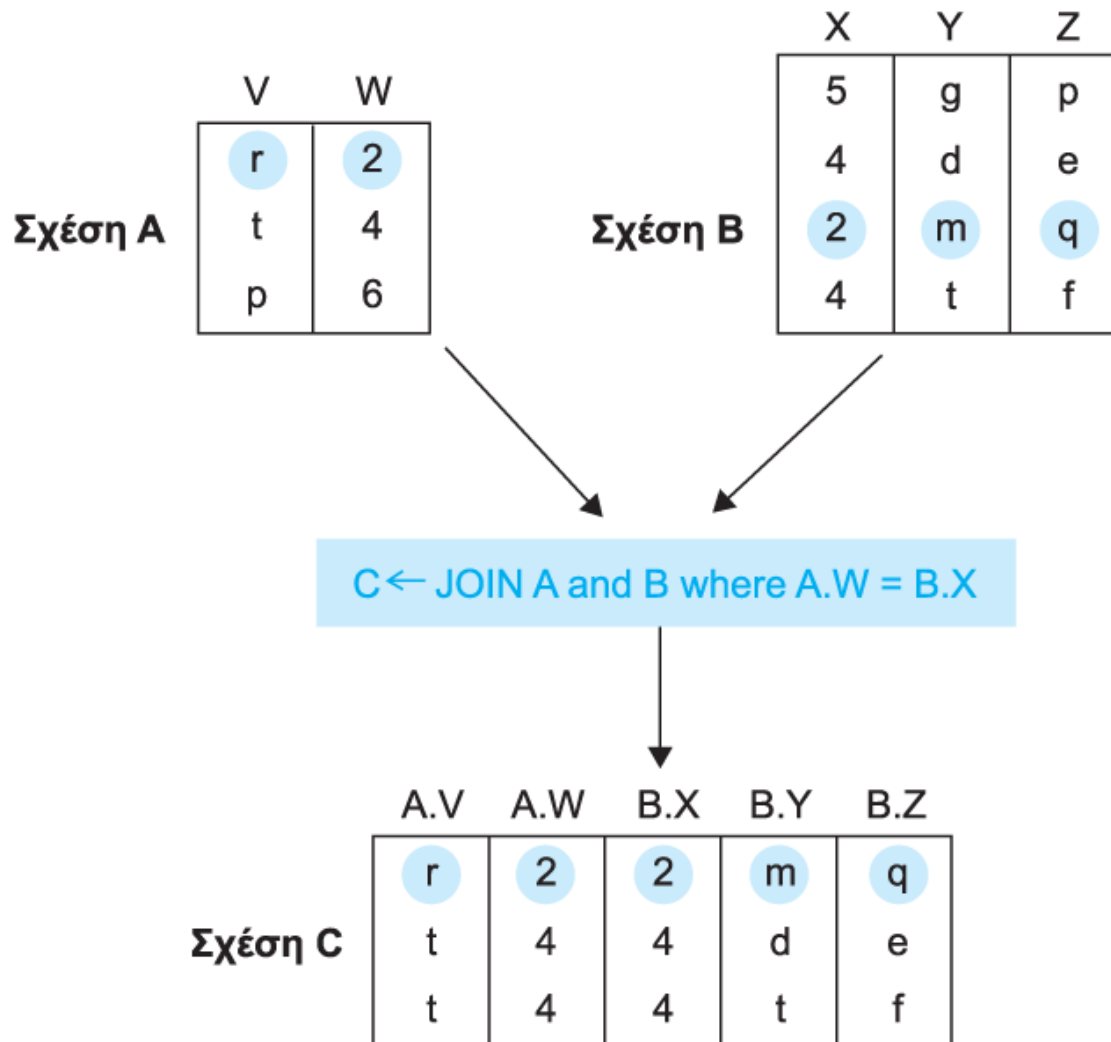 X Y Z
V W
5 g p
r 2
4 d e
Σχέση A t 4
Σχέση B 2 m q
p 6
4 t f
C ← JOIN A and B where A.W = B.X
A.V A.W B.X B.Y B.Z
r 2 2 m q
Σχέση C t 4 4 d e
t 4 4 t f